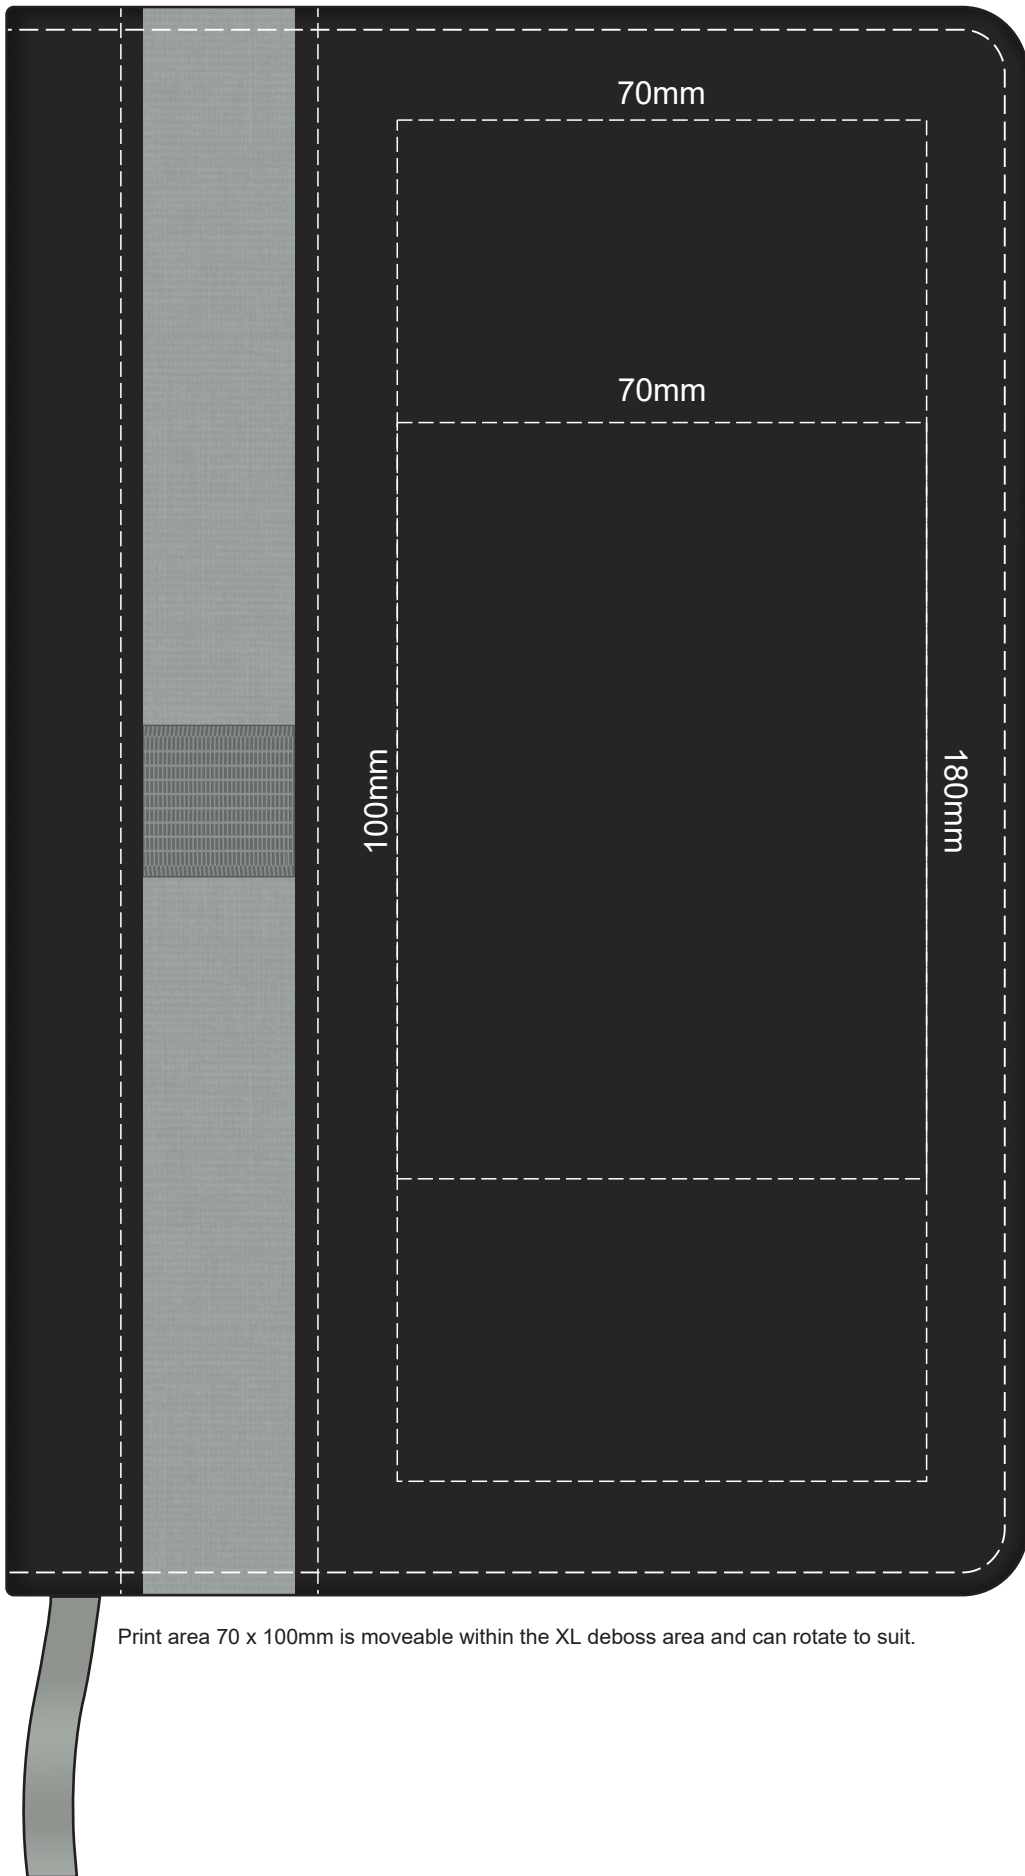 70mm
70mm
100mm
180mm
Print area 70 x 100mm is moveable within the XL deboss area and can rotate to suit.